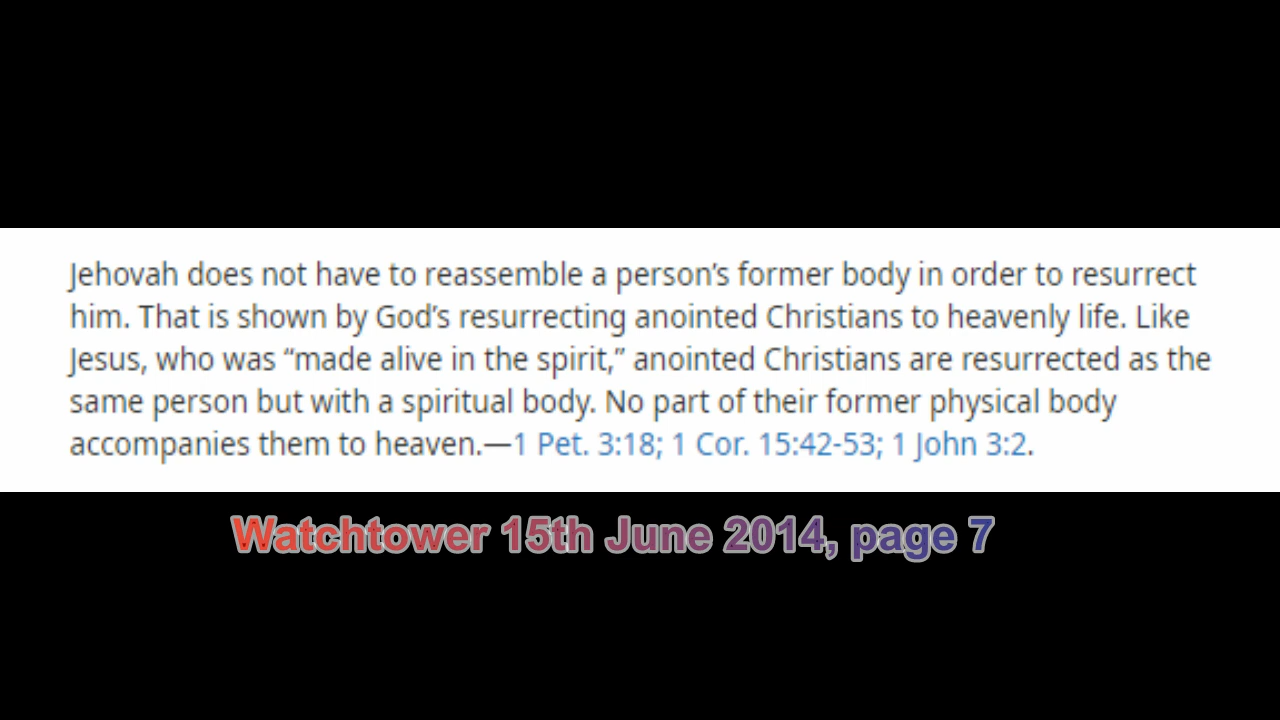 Jehovah does not have to reassemble a person’s former body in order to resurrect
him. That is shown by God’s resurrecting anointed Christians to heavenly life. Like
Jesus, who was “made alive in the spirit,” anointed Christians are resurrected as the
same person but with a spiritual body. No part of their former physical body
accompanies them to heaven.—1 Pet. 3:18; 1 Cor. 15:42-53; 1 John 3:2.
Watchtower 15th June 2014, page 7